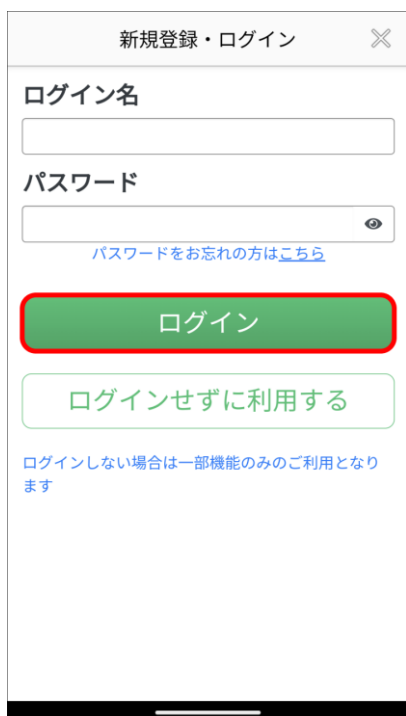 新規登録・ログイン
ログイン名
パスワード
パスワードをお忘れの方はこちら
ログイン
ログインせずに利用する
ログインしない場合は一部機能のみのご利用となり
ます